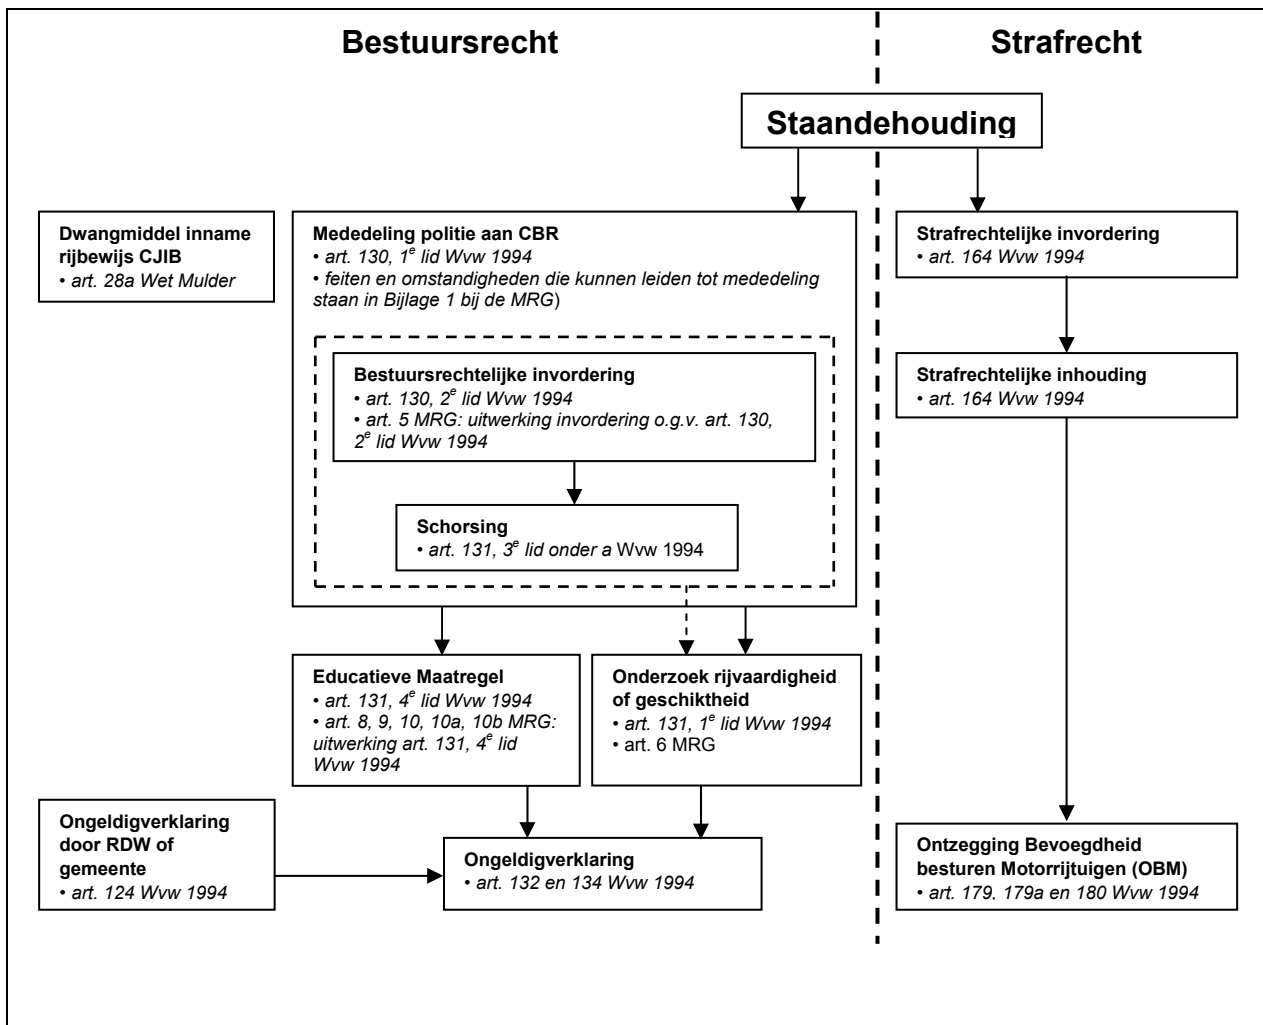 Bestuursrecht
Strafrecht
Staandehouding
Dwangmiddel inname
rijbewijs CJIB
• art. 28a Wet Mulder
Mededeling politie aan CBR
• art. 130, 1e lid Wvw 1994
• feiten en omstandigheden die kunnen leiden tot mededeling
staan in Bijlage 1 bij de MRG)
Strafrechtelijke invordering
• art. 164 Wvw 1994
Bestuursrechtelijke invordering
• art. 130, 2e lid Wvw 1994
• art. 5 MRG: uitwerking invordering o.g.v. art. 130,
2e lid Wvw 1994
Strafrechtelijke inhouding
• art. 164 Wvw 1994
Schorsing
• art. 131, 3e lid onder a Wvw 1994
Educatieve Maatregel
• art. 131, 4e lid Wvw 1994
• art. 8, 9, 10, 10a, 10b MRG:
uitwerking art. 131, 4e lid
Wvw 1994
Onderzoek rijvaardigheid
of geschiktheid
• art. 131, 1e lid Wvw 1994
• art. 6 MRG
Ongeldigverklaring
door RDW of
gemeente
• art. 124 Wvw 1994
Ongeldigverklaring
• art. 132 en 134 Wvw 1994
Ontzegging Bevoegdheid
besturen Motorrijtuigen (OBM)
• art. 179, 179a en 180 Wvw 1994